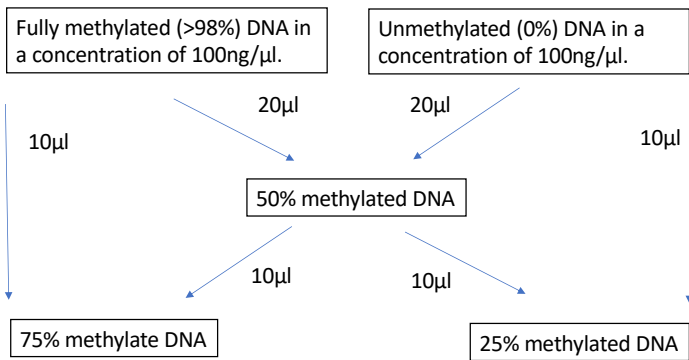 Fully methylated (>98%) DNA in
a concentration of 100ng/µl.
Unmethylated (0%) DNA in a
concentration of 100ng/µl.
20µl
20µl
10µl
10µl
50% methylated DNA
10µl
10µl
75% methylate DNA
25% methylated DNA